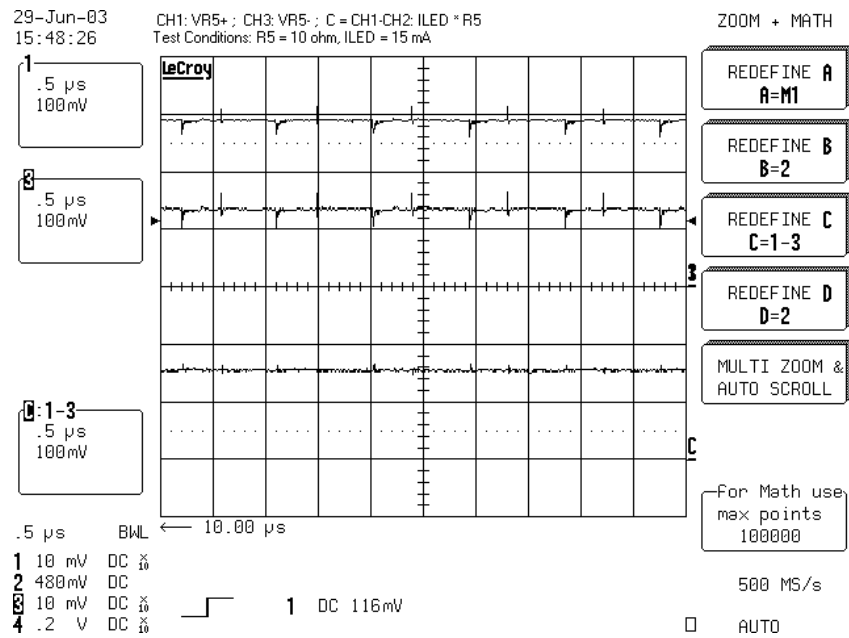 29-Jun-03
15:48:26
CH1: VR5+ ; CH3: VR5- ; C = CH1-CH2: ILED * R5
Test Conditions: R5 = 10 ohm, ILED = 15 mA
ZOOM + MATH
LeCroy
1
.5 µs
100mV
3
.5 µs
100mV
:1-3
.5 µs
100mV
3
C
REDEFINE A
A=M1
REDEFINE B
B=2
REDEFINE C
C=1-3
REDEFINE D
D=2
MULTI ZOOM &
AUTO SCROLL
For Math use
max points
100000
← 10.00 µs
.5 µs BWL
1 10 mV DC X10
2 480mV DC
3 10 mV DC X10
4 .2 V DC X10
1 DC 116mV
500 MS/s
AUTO